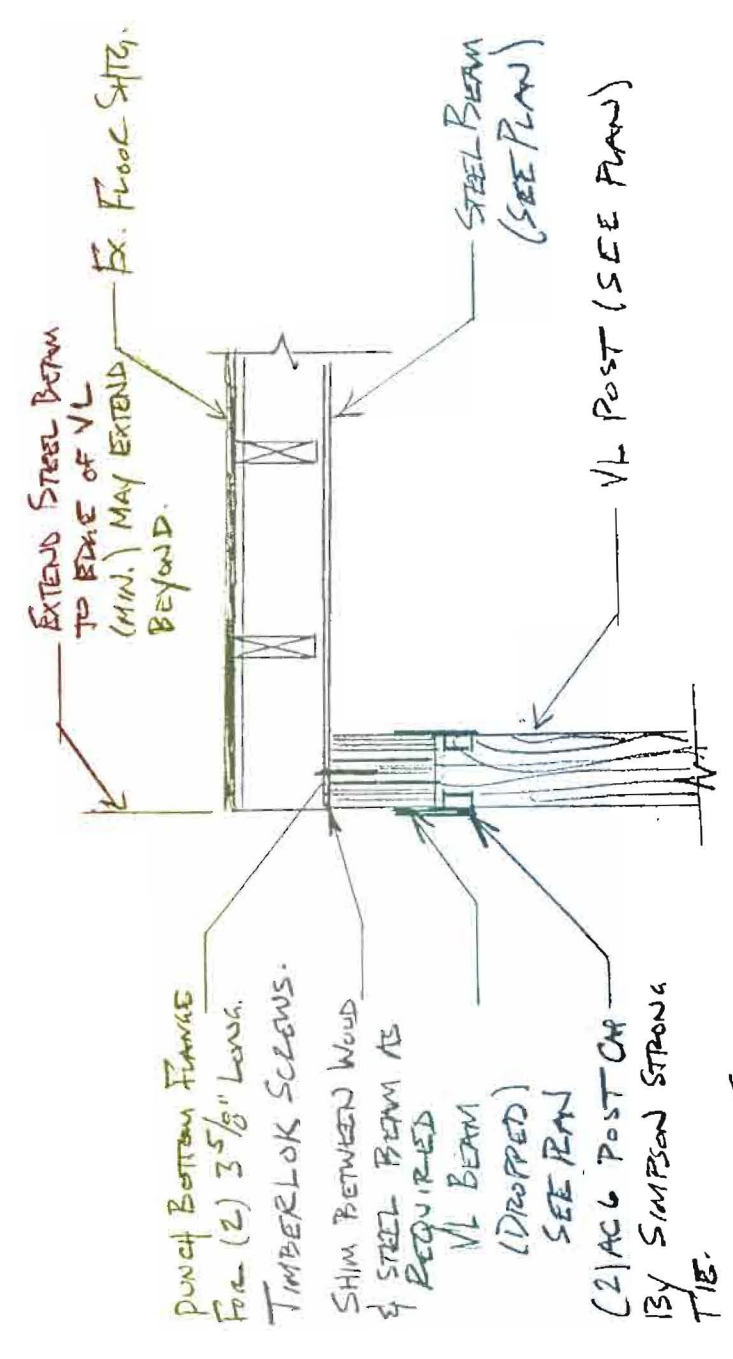 EXTEND STEEL BEAM
TO EDGE OF VL
(MIN.) MAY EXTEND
BEYOND.
EX. FLOOR SHTG.
STEEL BEAM
(SEE PLAN)
VL POST (SEE PLAN)
PUNCH BOTTOM FLANGE
FOR (2) 3 5/8" LONG.
TIMBERLOK SCREWS.
SHIM BETWEEN WOOD
& STEEL BEAM AS
REQUIRED
VL BEAM
(DROPPED)
SEE PLAN
(2) AC6 POST CAP
BY SIMPSON STRONG
TIE.